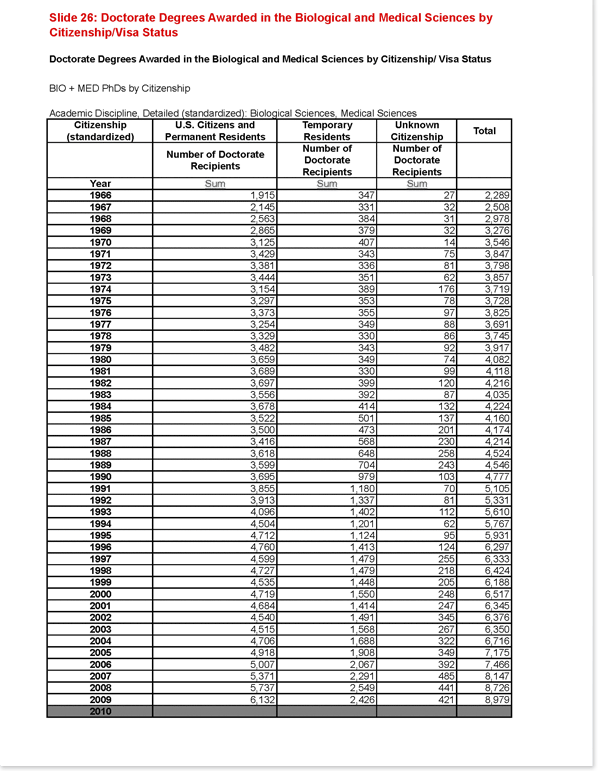 Slide 26: Doctorate Degrees Awarded in the Biological and Medical Sciences by
Citizenship/Visa Status
Doctorate Degrees Awarded in the Biological and Medical Sciences by Citizenship/ Visa Status
BIO + MED PhDs by Citizenship
Academic Discipline, Detailed (standardized): Biological Sciences, Medical Sciences
Citizenship (standardized) U.S. Citizens and Permanent Residents Temporary Residents Unknown Citizenship Total
Number of Doctorate Recipients Number of Doctorate Recipients Number of Doctorate Recipients
Year Sum Sum Sum
1966 1,915 347 27 2,289
1967 2,145 331 32 2,508
1968 2,563 384 31 2,978
1969 2,865 379 32 3,276
1970 3,125 407 14 3,546
1971 3,429 343 75 3,847
1972 3,381 336 81 3,798
1973 3,444 351 62 3,857
1974 3,154 389 176 3,719
1975 3,297 353 78 3,728
1976 3,373 355 97 3,825
1977 3,254 349 88 3,691
1978 3,329 330 86 3,745
1979 3,482 343 92 3,917
1980 3,659 349 74 4,082
1981 3,689 330 99 4,118
1982 3,697 399 120 4,216
1983 3,556 392 87 4,035
1984 3,678 414 132 4,224
1985 3,522 501 137 4,160
1986 3,500 473 201 4,174
1987 3,416 568 230 4,214
1988 3,618 648 258 4,524
1989 3,599 704 243 4,546
1990 3,695 979 103 4,777
1991 3,855 1,180 70 5,105
1992 3,913 1,337 81 5,331
1993 4,096 1,402 112 5,610
1994 4,504 1,201 62 5,767
1995 4,712 1,124 95 5,931
1996 4,760 1,413 124 6,297
1997 4,599 1,479 255 6,333
1998 4,727 1,479 218 6,424
1999 4,535 1,448 205 6,188
2000 4,719 1,550 248 6,517
2001 4,684 1,414 247 6,345
2002 4,540 1,491 345 6,376
2003 4,515 1,568 267 6,350
2004 4,706 1,688 322 6,716
2005 4,918 1,908 349 7,175
2006 5,007 2,067 392 7,466
2007 5,371 2,291 485 8,147
2008 5,737 2,549 441 8,726
2009 6,132 2,426 421 8,979
2010